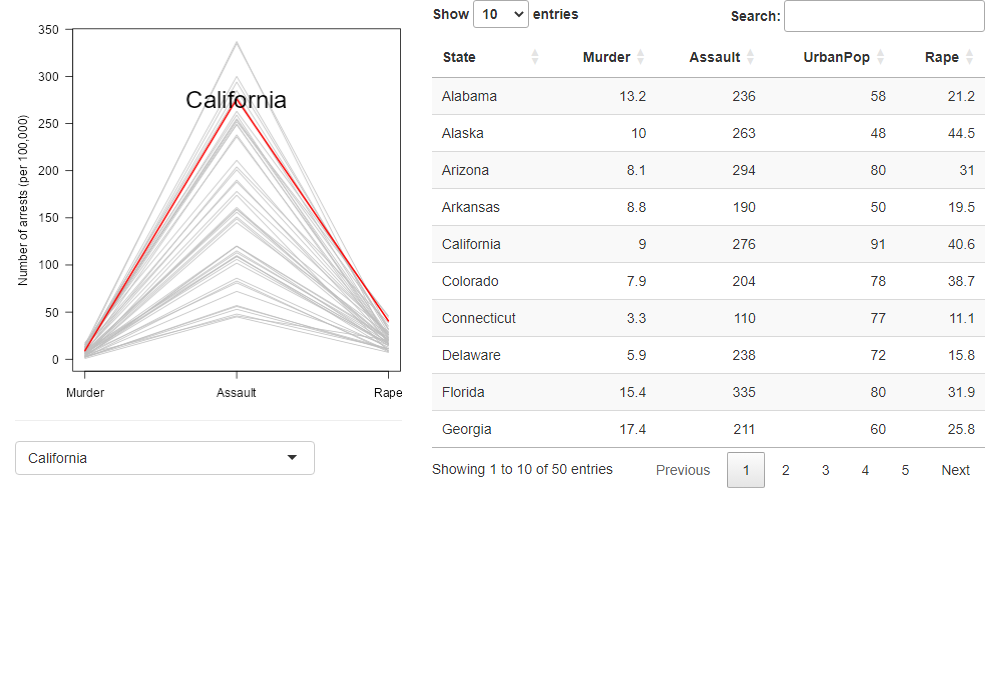 350
300
250
200
150
100
50
0
Number of arrests (per 100,000)
California
Murder Assault Rape
California
Show 10 entries Search:
State Murder Assault UrbanPop Rape
Alabama 13.2 236 58 21.2
Alaska 10 263 48 44.5
Arizona 8.1 294 80 31
Arkansas 8.8 190 50 19.5
California 9 276 91 40.6
Colorado 7.9 204 78 38.7
Connecticut 3.3 110 77 11.1
Delaware 5.9 238 72 15.8
Florida 15.4 335 80 31.9
Georgia 17.4 211 60 25.8
Showing 1 to 10 of 50 entries Previous 1 2 3 4 5 Next